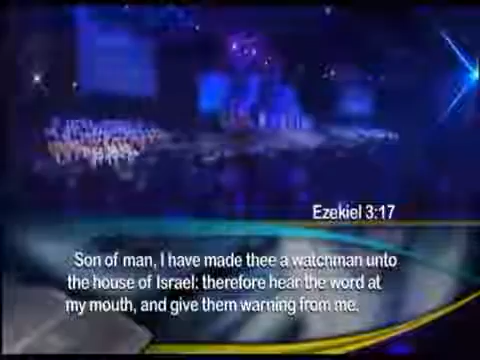 Ezekiel 3:17
Son of man, I have made thee a watchman unto
the house of Israel: therefore hear the word at
my mouth, and give them warning from me.